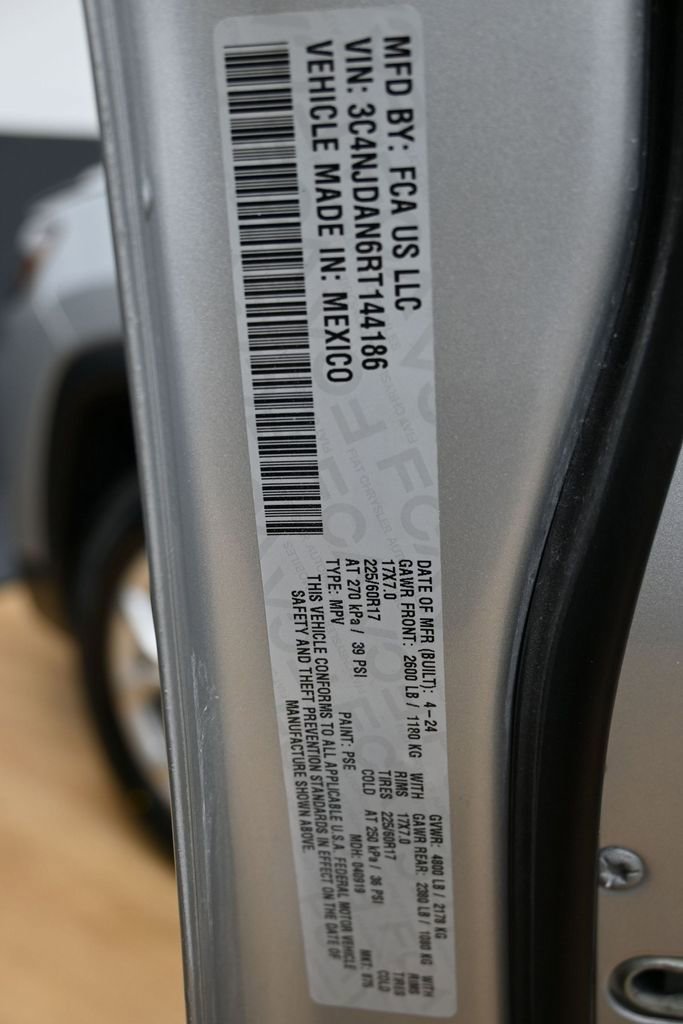 MFD BY: FCA US LLC
VIN: 3C4NJDAN6RT144186
VEHICLE MADE IN: MEXICO
DATE OF MFR (BUILT): 4-24 GVWR: 4800 LB / 2178 KG
GAWR FRONT: 2600 LB / 1180 KG WITH GAWR REAR: 2380 LB / 1080 KG WITH
17X7.0 RIMS 17X7.0 RIMS
225/60R17 TIRES 225/60R17 TIRES
AT 270 kPa / 39 PSI COLD AT 250 kPa / 36 PSI COLD
TYPE: MPV PAINT: PSE MDH: 040919 MKT: 875
THIS VEHICLE CONFORMS TO ALL APPLICABLE U.S.A. FEDERAL MOTOR VEHICLE
SAFETY AND THEFT PREVENTION STANDARDS IN EFFECT ON THE DATE OF
MANUFACTURE SHOWN ABOVE.